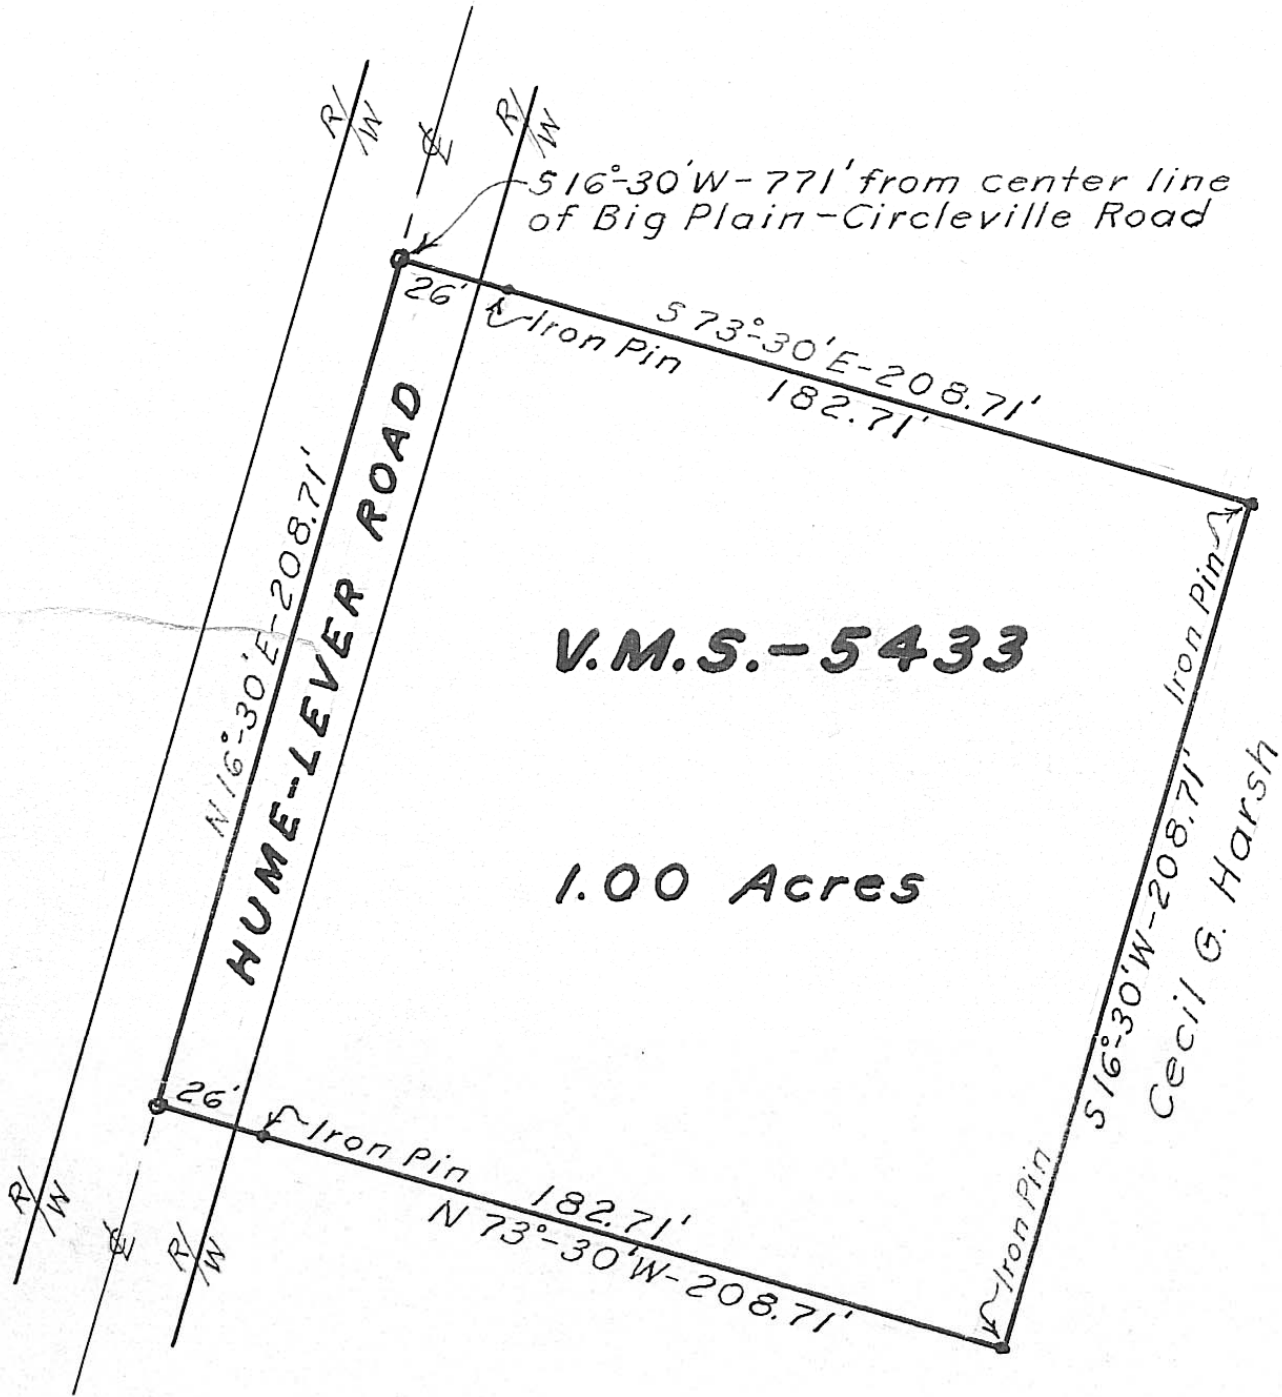 R/W
℄
R/W
S16°-30'W-771' from center line
of Big Plain-Circleville Road
26'
Iron Pin
S73°-30'E-208.71'
182.71'
N16°-30'E-208.71'
HUME-LEVER ROAD
V.M.S.-5433
1.00 Acres
Iron Pin
S16°-30'W-208.71'
Cecil G. Harsh
26'
Iron Pin
182.71'
N73°-30'W-208.71'
Iron Pin
R/W
℄
R/W